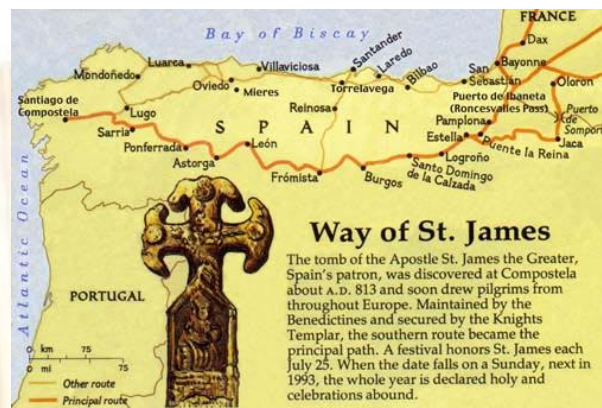 FRANCE
Bay of Biscay
Dax
Santander
Laredo
Bayonne
Luarca
Villaviciosa
Bilbao
San
Sebastián
Oloron
Mondoñedo
Oviedo
Mieres
Torrelavega
Puerto de Ibaneta
(Roncesvalles Pass)
Puerto
de
Somport
Santiago de
Compostela
Lugo
Reinosa
Pamplona
SPAIN
Estella
Puente la Reina
Jaca
Sarria
Ponferrada
León
Logroño
Astorga
Frómista
Burgos
Santo Domingo
de la Calzada
Atlantic Ocean
PORTUGAL
Way of St. James
The tomb of the Apostle St. James the Greater,
Spain's patron, was discovered at Compostela
about A.D. 813 and soon drew pilgrims from
throughout Europe. Maintained by the
Benedictines and secured by the Knights
Templar, the southern route became the
principal path. A festival honors St. James each
July 25. When the date falls on a Sunday, next in
1993, the whole year is declared holy and
celebrations abound.
0 km 75
0 mi 75
Other route
Principal route